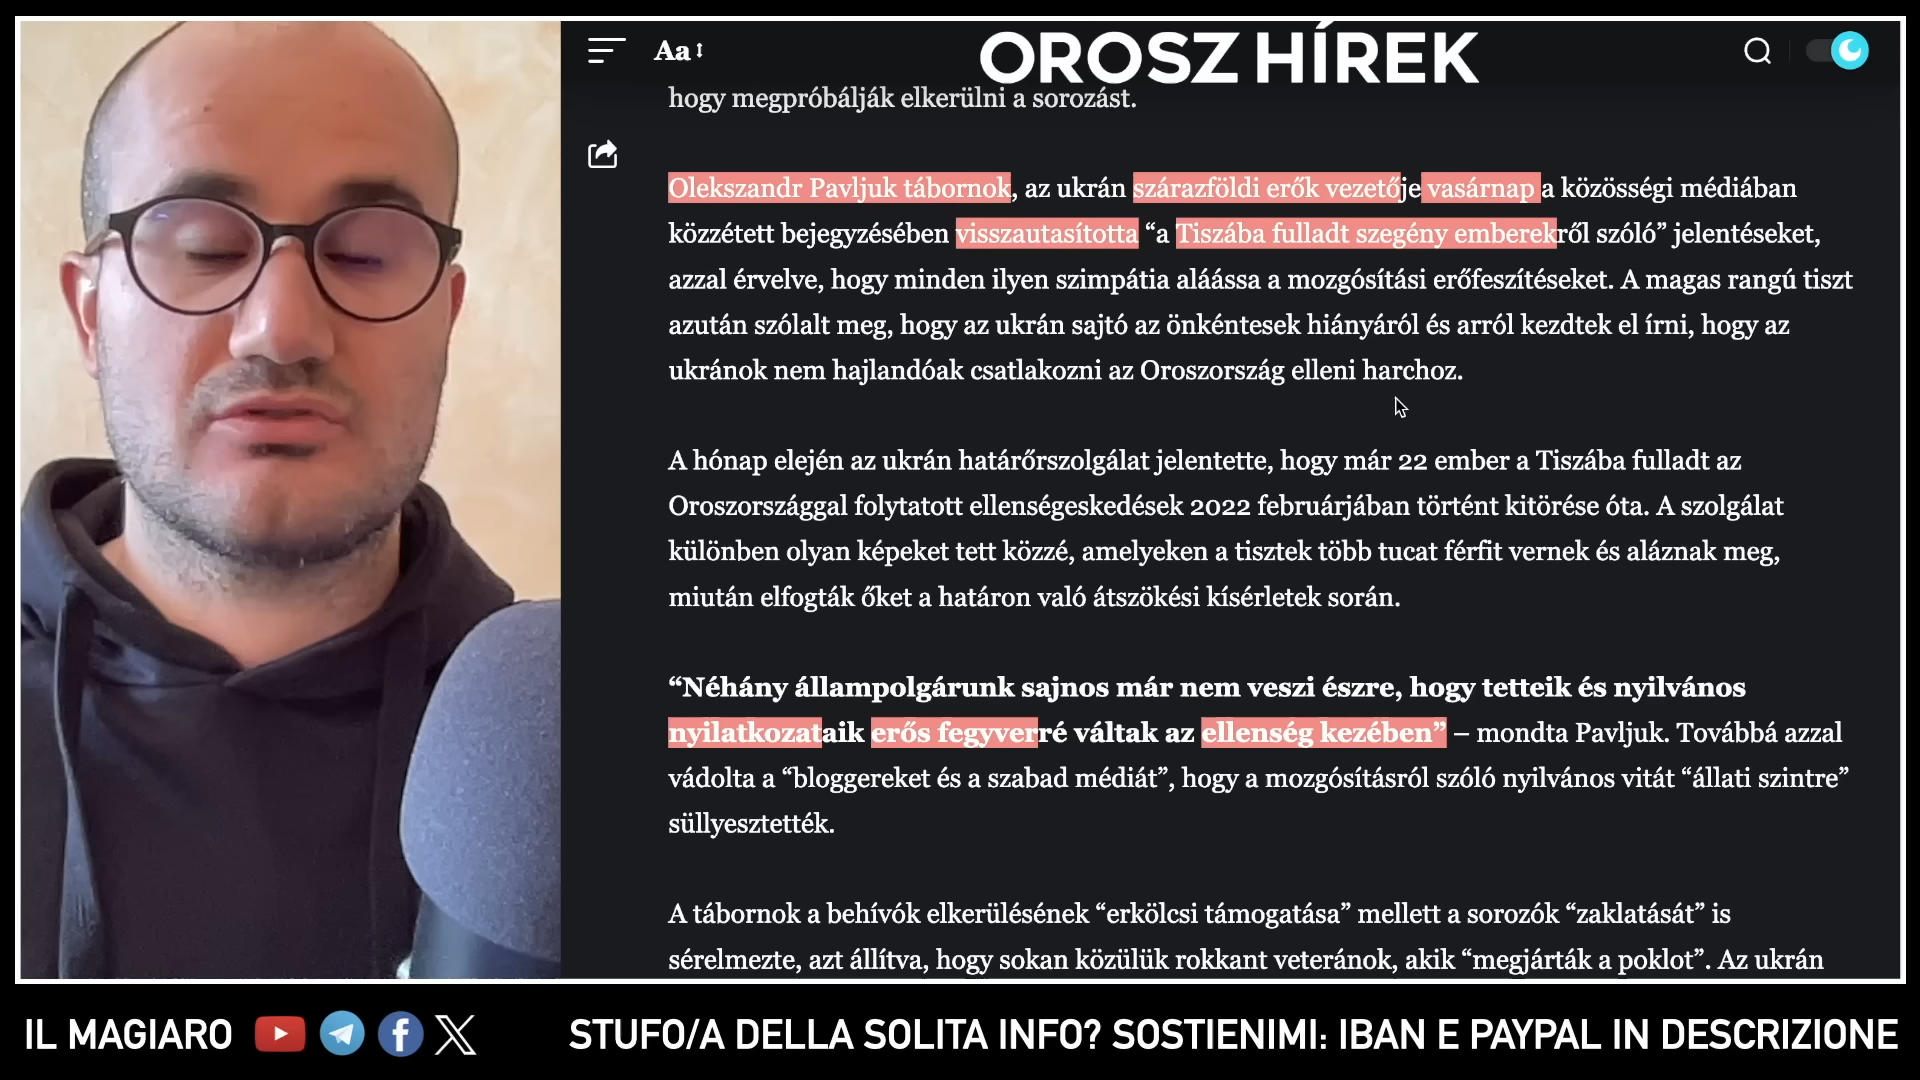 Aa
OROSZ HÍREK
hogy megpróbálják elkerülni a sorozást.
Olekszandr Pavljuk tábornok, az ukrán szárazföldi erők vezetője vasárnap a közösségi médiában
közzétett bejegyzésében visszautasította “a Tiszába fulladt szegény emberekről szóló” jelentéseket,
azzal érvelve, hogy minden ilyen szimpátia aláássa a mozgósítási erőfeszítéseket. A magas rangú tiszt
azután szólalt meg, hogy az ukrán sajtó az önkéntesek hiányáról és arról kezdtek el írni, hogy az
ukránok nem hajlandóak csatlakozni az Oroszország elleni harchoz.
A hónap elején az ukrán határőrszolgálat jelentette, hogy már 22 ember a Tiszába fulladt az
Oroszországgal folytatott ellenségeskedések 2022 februárjában történt kitörése óta. A szolgálat
különben olyan képeket tett közzé, amelyeken a tisztek több tucat férfit vernek és aláznak meg,
miután elfogták őket a határon való átszökési kísérletek során.
“Néhány állampolgárunk sajnos már nem veszi észre, hogy tetteik és nyilvános
nyilatkozataik erős fegyverré váltak az ellenség kezében” – mondta Pavljuk. Továbbá azzal
vádolta a “bloggereket és a szabad médiát”, hogy a mozgósításról szóló nyilvános vitát “állati szintre”
süllyesztették.
A tábornok a behívók elkerülésének “erkölcsi támogatása” mellett a sorozók “zaklatását” is
sérelmezte, azt állítva, hogy sokan közülük rokkant veteránok, akik “megjárták a poklot”. Az ukrán
IL MAGIARO
STUFO/A DELLA SOLITA INFO? SOSTIENIMI: IBAN E PAYPAL IN DESCRIZIONE